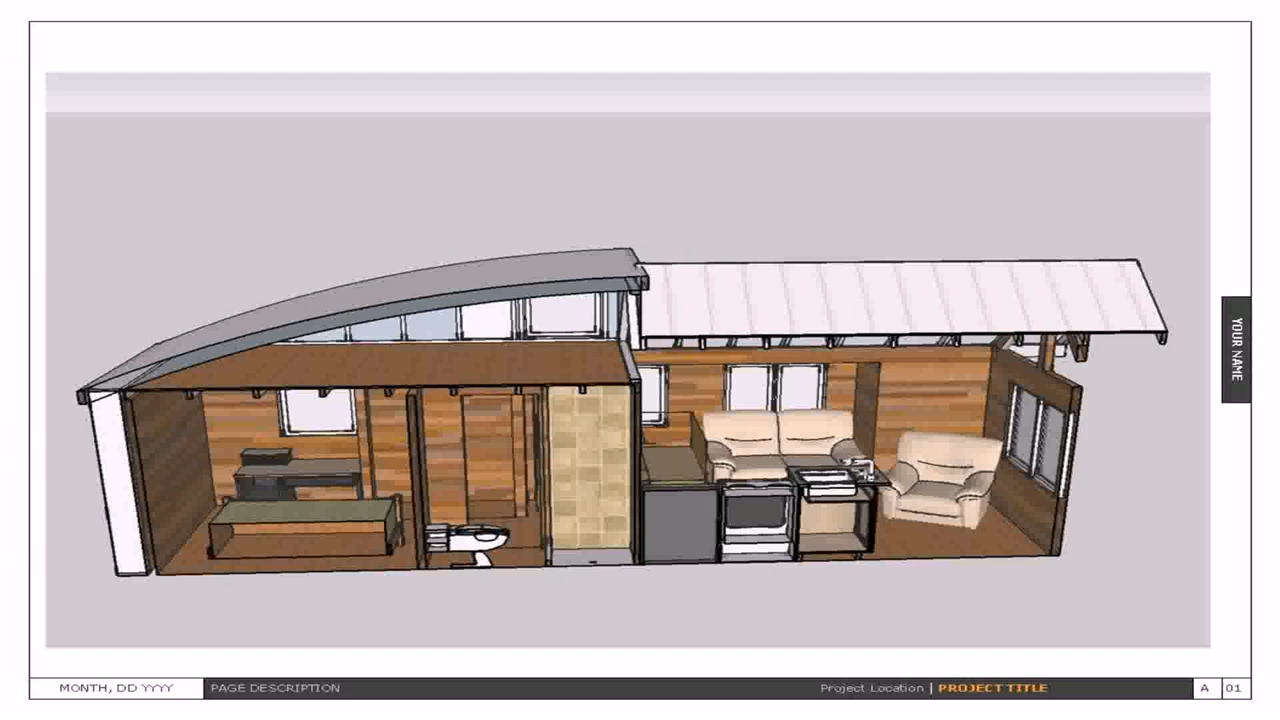 YOUR NAME
MONTH, DD YYYY
PAGE DESCRIPTION
Project Location | PROJECT TITLE
A 01